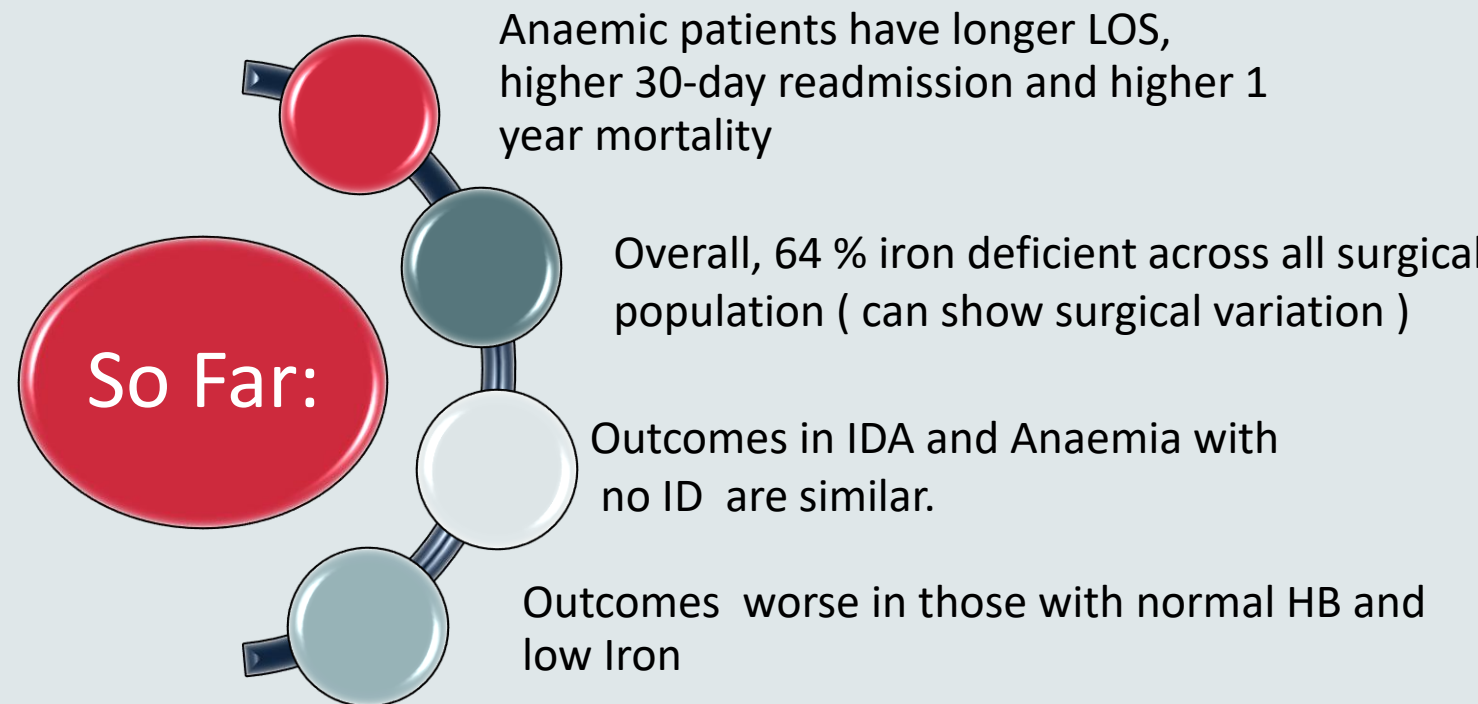 So Far:
Anaemic patients have longer LOS,
higher 30-day readmission and higher 1
year mortality
Overall, 64 % iron deficient across all surgical
population ( can show surgical variation )
Outcomes in IDA and Anaemia with
no ID  are similar.
Outcomes  worse in those with normal HB and
low Iron